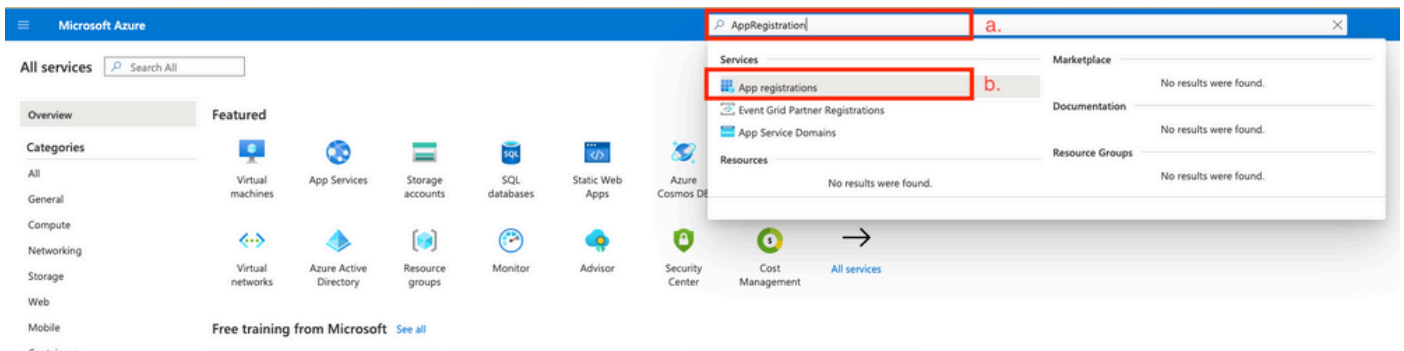 Microsoft Azure
AppRegistration
a.
All services
Search All
Services
App registrations
b.
Event Grid Partner Registrations
App Service Domains
Resources
No results were found.
Marketplace
No results were found.
Documentation
No results were found.
Resource Groups
No results were found.
Overview
Categories
All
General
Compute
Networking
Storage
Web
Mobile
Featured
Virtual
machines
App Services
Storage
accounts
SQL
databases
Static Web
Apps
Azure
Cosmos DB
Virtual
networks
Azure Active
Directory
Resource
groups
Monitor
Advisor
Security
Center
Cost
Management
All services
Free training from Microsoft See all